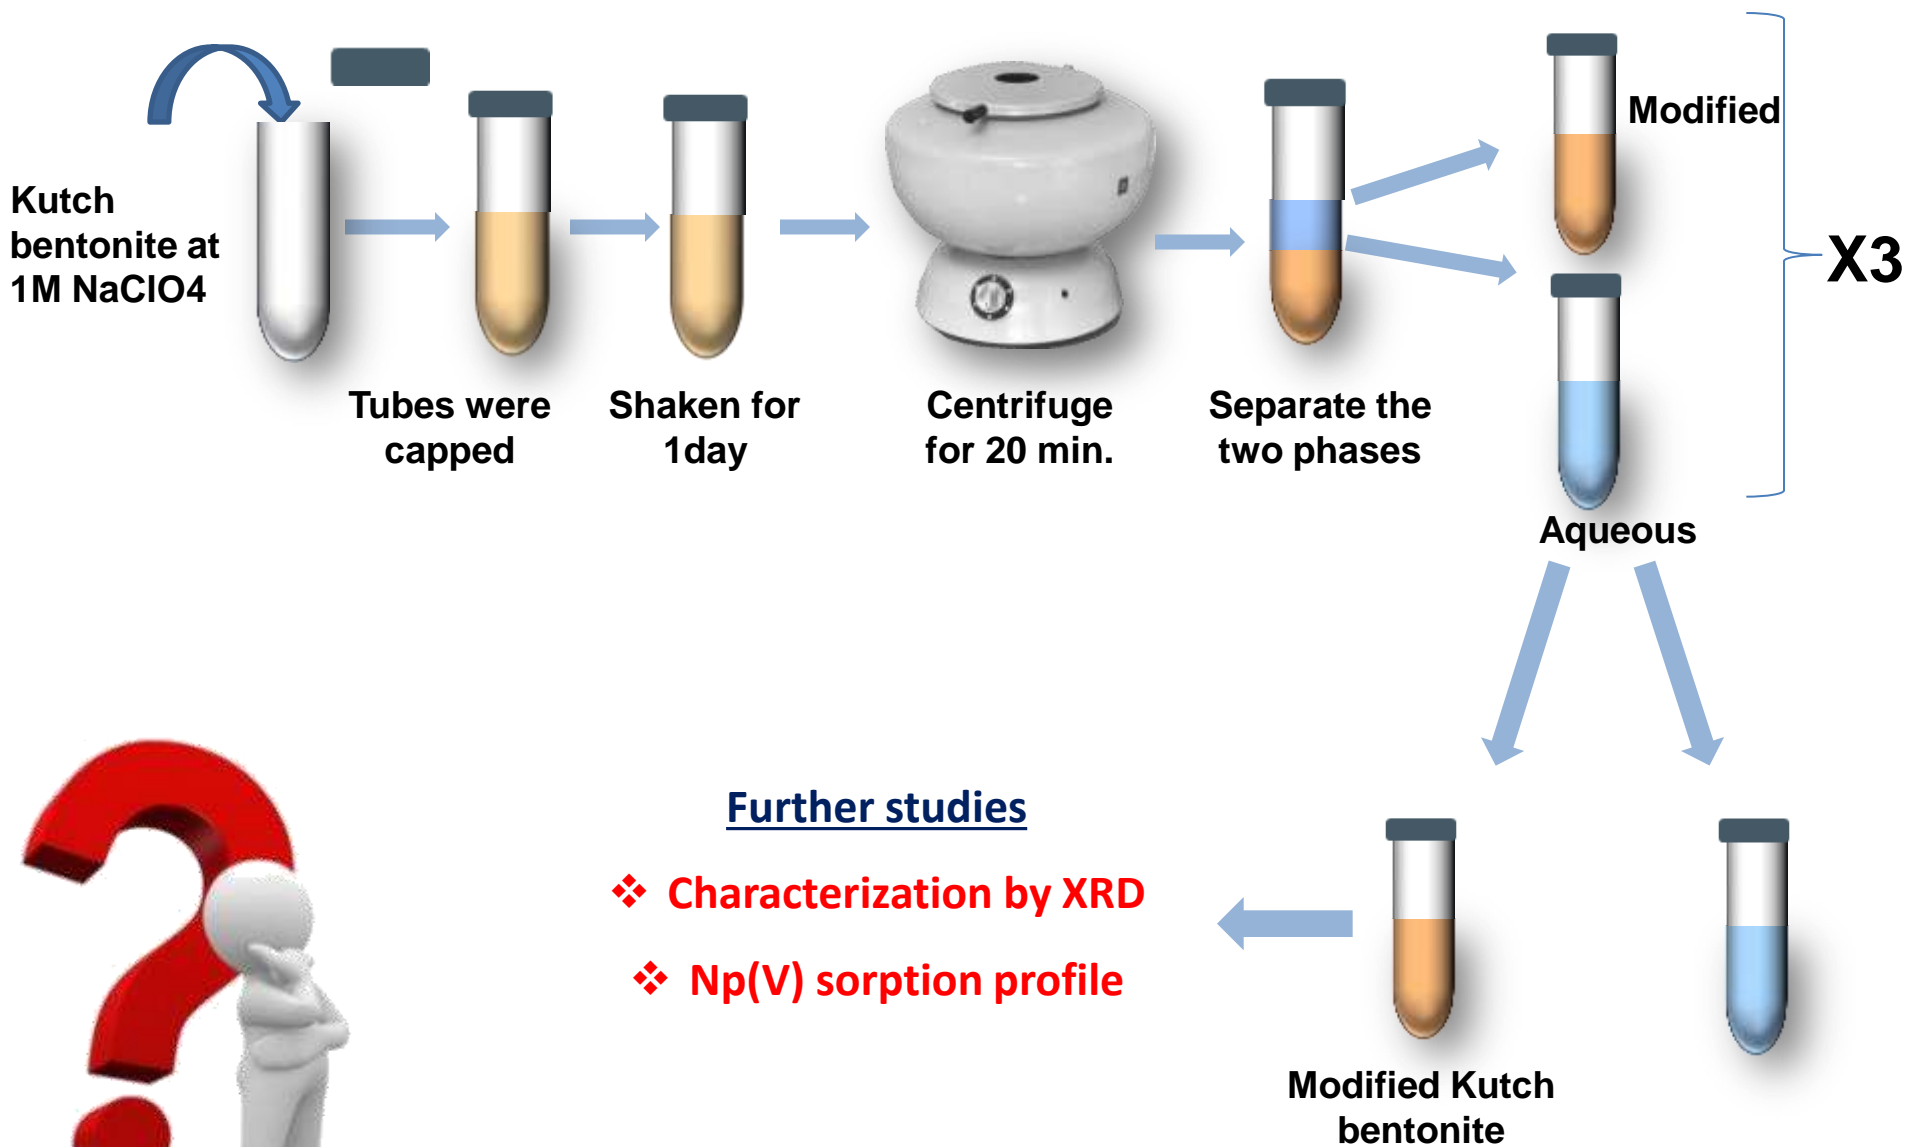 Kutch
bentonite at
1M NaClO4
Tubes were
capped
Shaken for
1day
Centrifuge
for 20 min.
Separate the
two phases
Modified
X3
Aqueous
Further studies
❖ Characterization by XRD
❖ Np(V) sorption profile
Modified Kutch
bentonite